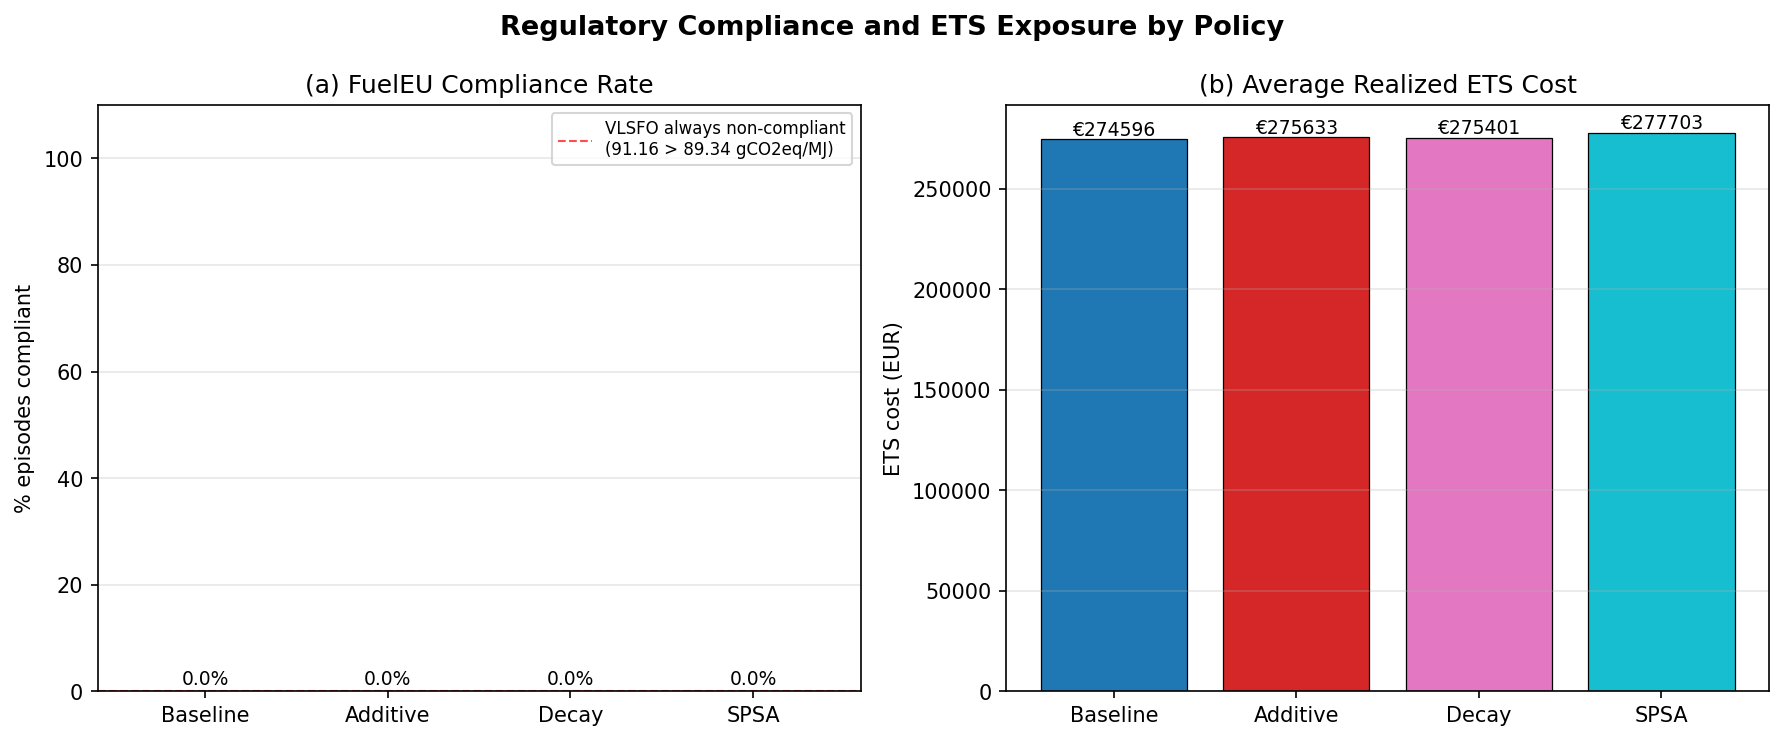 Regulatory Compliance and ETS Exposure by Policy
(a) FuelEU Compliance Rate
VLSFO always non-compliant
(91.16 > 89.34 gCO2eq/MJ)
% episodes compliant
100
80
60
40
20
0
0.0%
0.0%
0.0%
0.0%
Baseline
Additive
Decay
SPSA
(b) Average Realized ETS Cost
ETS cost (EUR)
250000
200000
150000
100000
50000
0
€274596
€275633
€275401
€277703
Baseline
Additive
Decay
SPSA